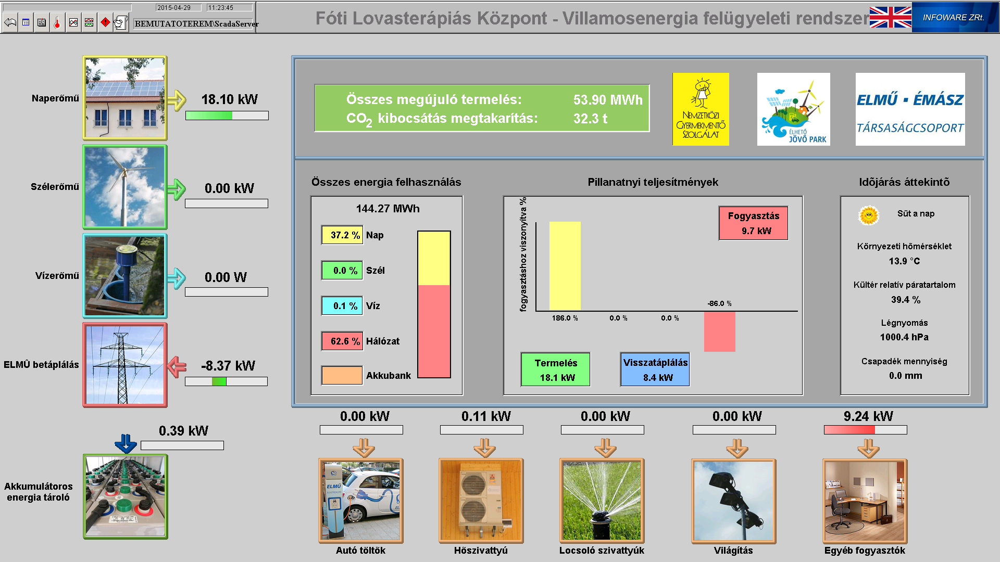 2015-04-29 11:23:45
BEMUTATOTEREM\ScadaServer
Fóti Lovasterápiás Központ - Villamosenergia felügyeleti rendszer
INFOWARE ZRt.
Naperőmű
18.10 kW
Szélerőmű
0.00 kW
Vízerőmű
0.00 W
ELMÛ betáplálás
-8.37 kW
0.39 kW
Akkumulátoros
energia tároló
Összes megújuló termelés: 53.90 MWh
CO2 kibocsátás megtakarítás: 32.3 t
NEMZETKÖZI
GYERMEKMENTŐ
SZOLGÁLAT
ÉLHETŐ
JÖVŐ PARK
ELMŰ ▪ ÉMÁSZ
TÁRSASÁGCSOPORT
Összes energia felhasználás
144.27 MWh
37.2 % Nap
0.0 % Szél
0.1 % Víz
62.6 % Hálózat
Akkubank
Pillanatnyi teljesítmények
fogyasztáshoz viszonyítva %
Fogyasztás
9.7 kW
-86.0 %
186.0 % 0.0 % 0.0 %
Termelés
18.1 kW
Visszatáplálás
8.4 kW
Idõjárás áttekintõ
Süt a nap
Környezeti hõmérséklet
13.9 °C
Kültér relatív páratartalom
39.4 %
Légnyomás
1000.4 hPa
Csapadék mennyiség
0.0 mm
0.00 kW
0.11 kW
0.00 kW
0.00 kW
9.24 kW
ELMŰ
Autó töltõk
Hõszivattyú
Locsoló szivattyúk
Világítás
Egyéb fogyasztók